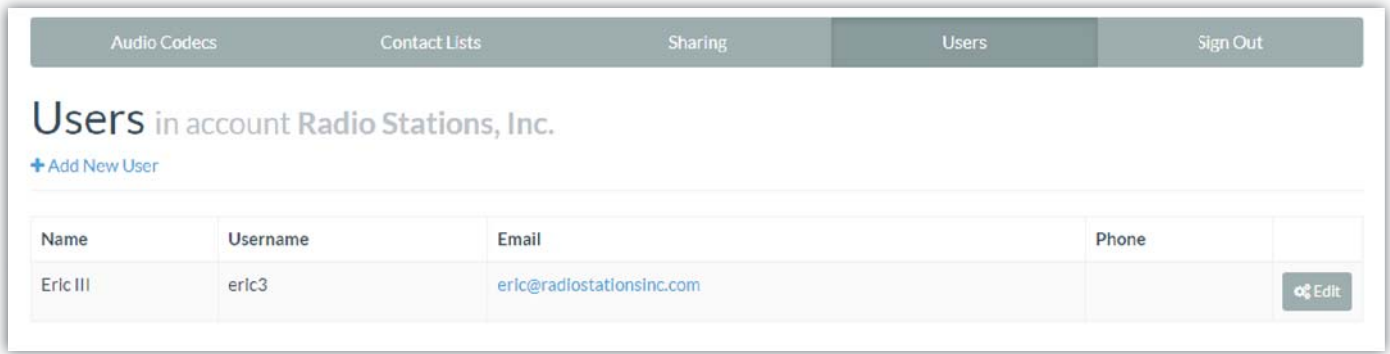 Audio Codecs Contact Lists Sharing Users Sign Out
Users in account Radio Stations, Inc.
Add New User
Name Username Email Phone
Eric III eric3 eric@radiostationsinc.com Edit